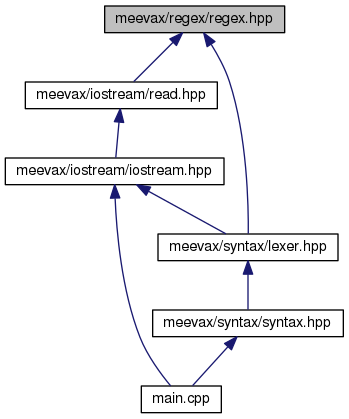 meevax/regex/regex.hpp
meevax/iostream/read.hpp
meevax/iostream/iostream.hpp
meevax/syntax/lexer.hpp
meevax/syntax/syntax.hpp
main.cpp